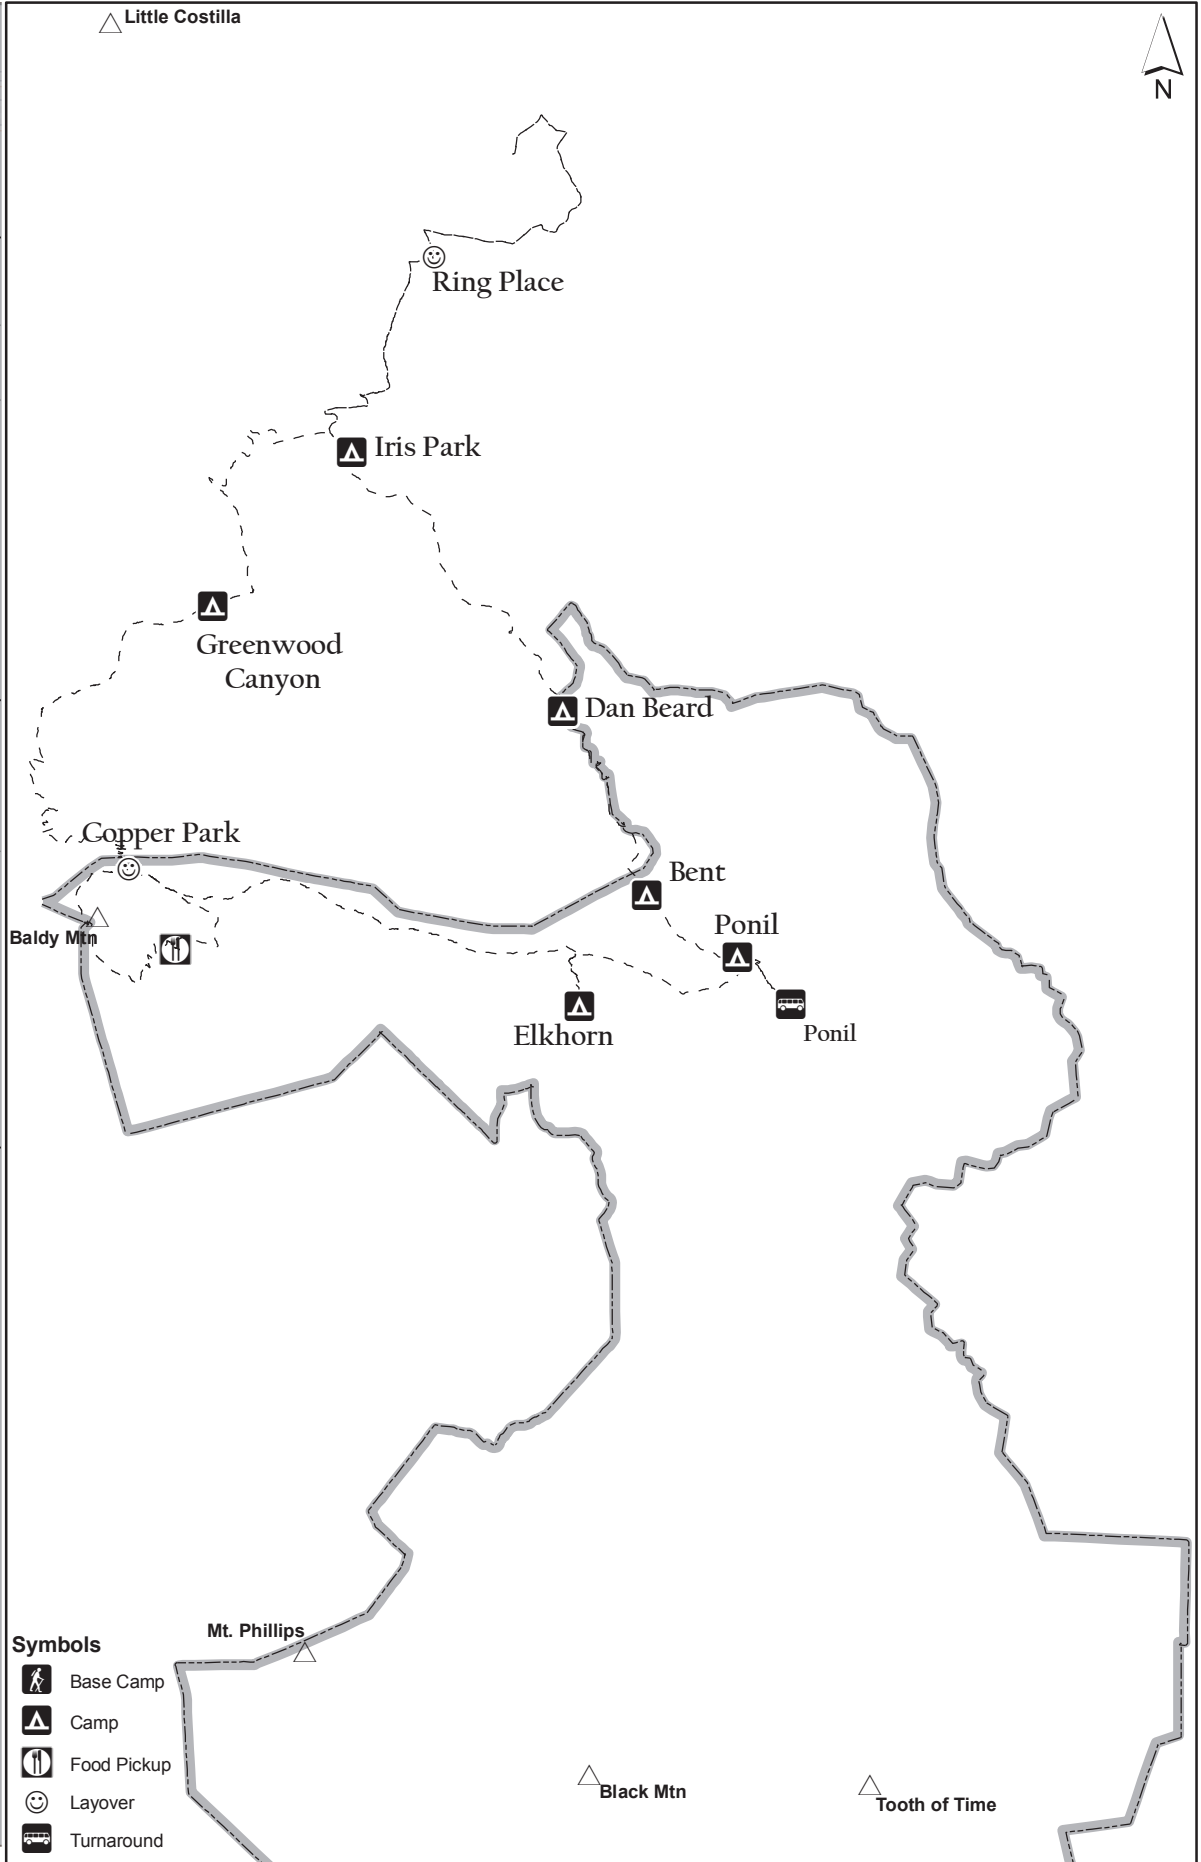 Little Costilla
N
Ring Place
Iris Park
Greenwood
Canyon
Dan Beard
Copper Park
Bent
Ponil
Baldy Mtn
Elkhorn
Ponil
Mt. Phillips
Symbols
Base Camp
Camp
Food Pickup
Layover
Turnaround
Black Mtn
Tooth of Time